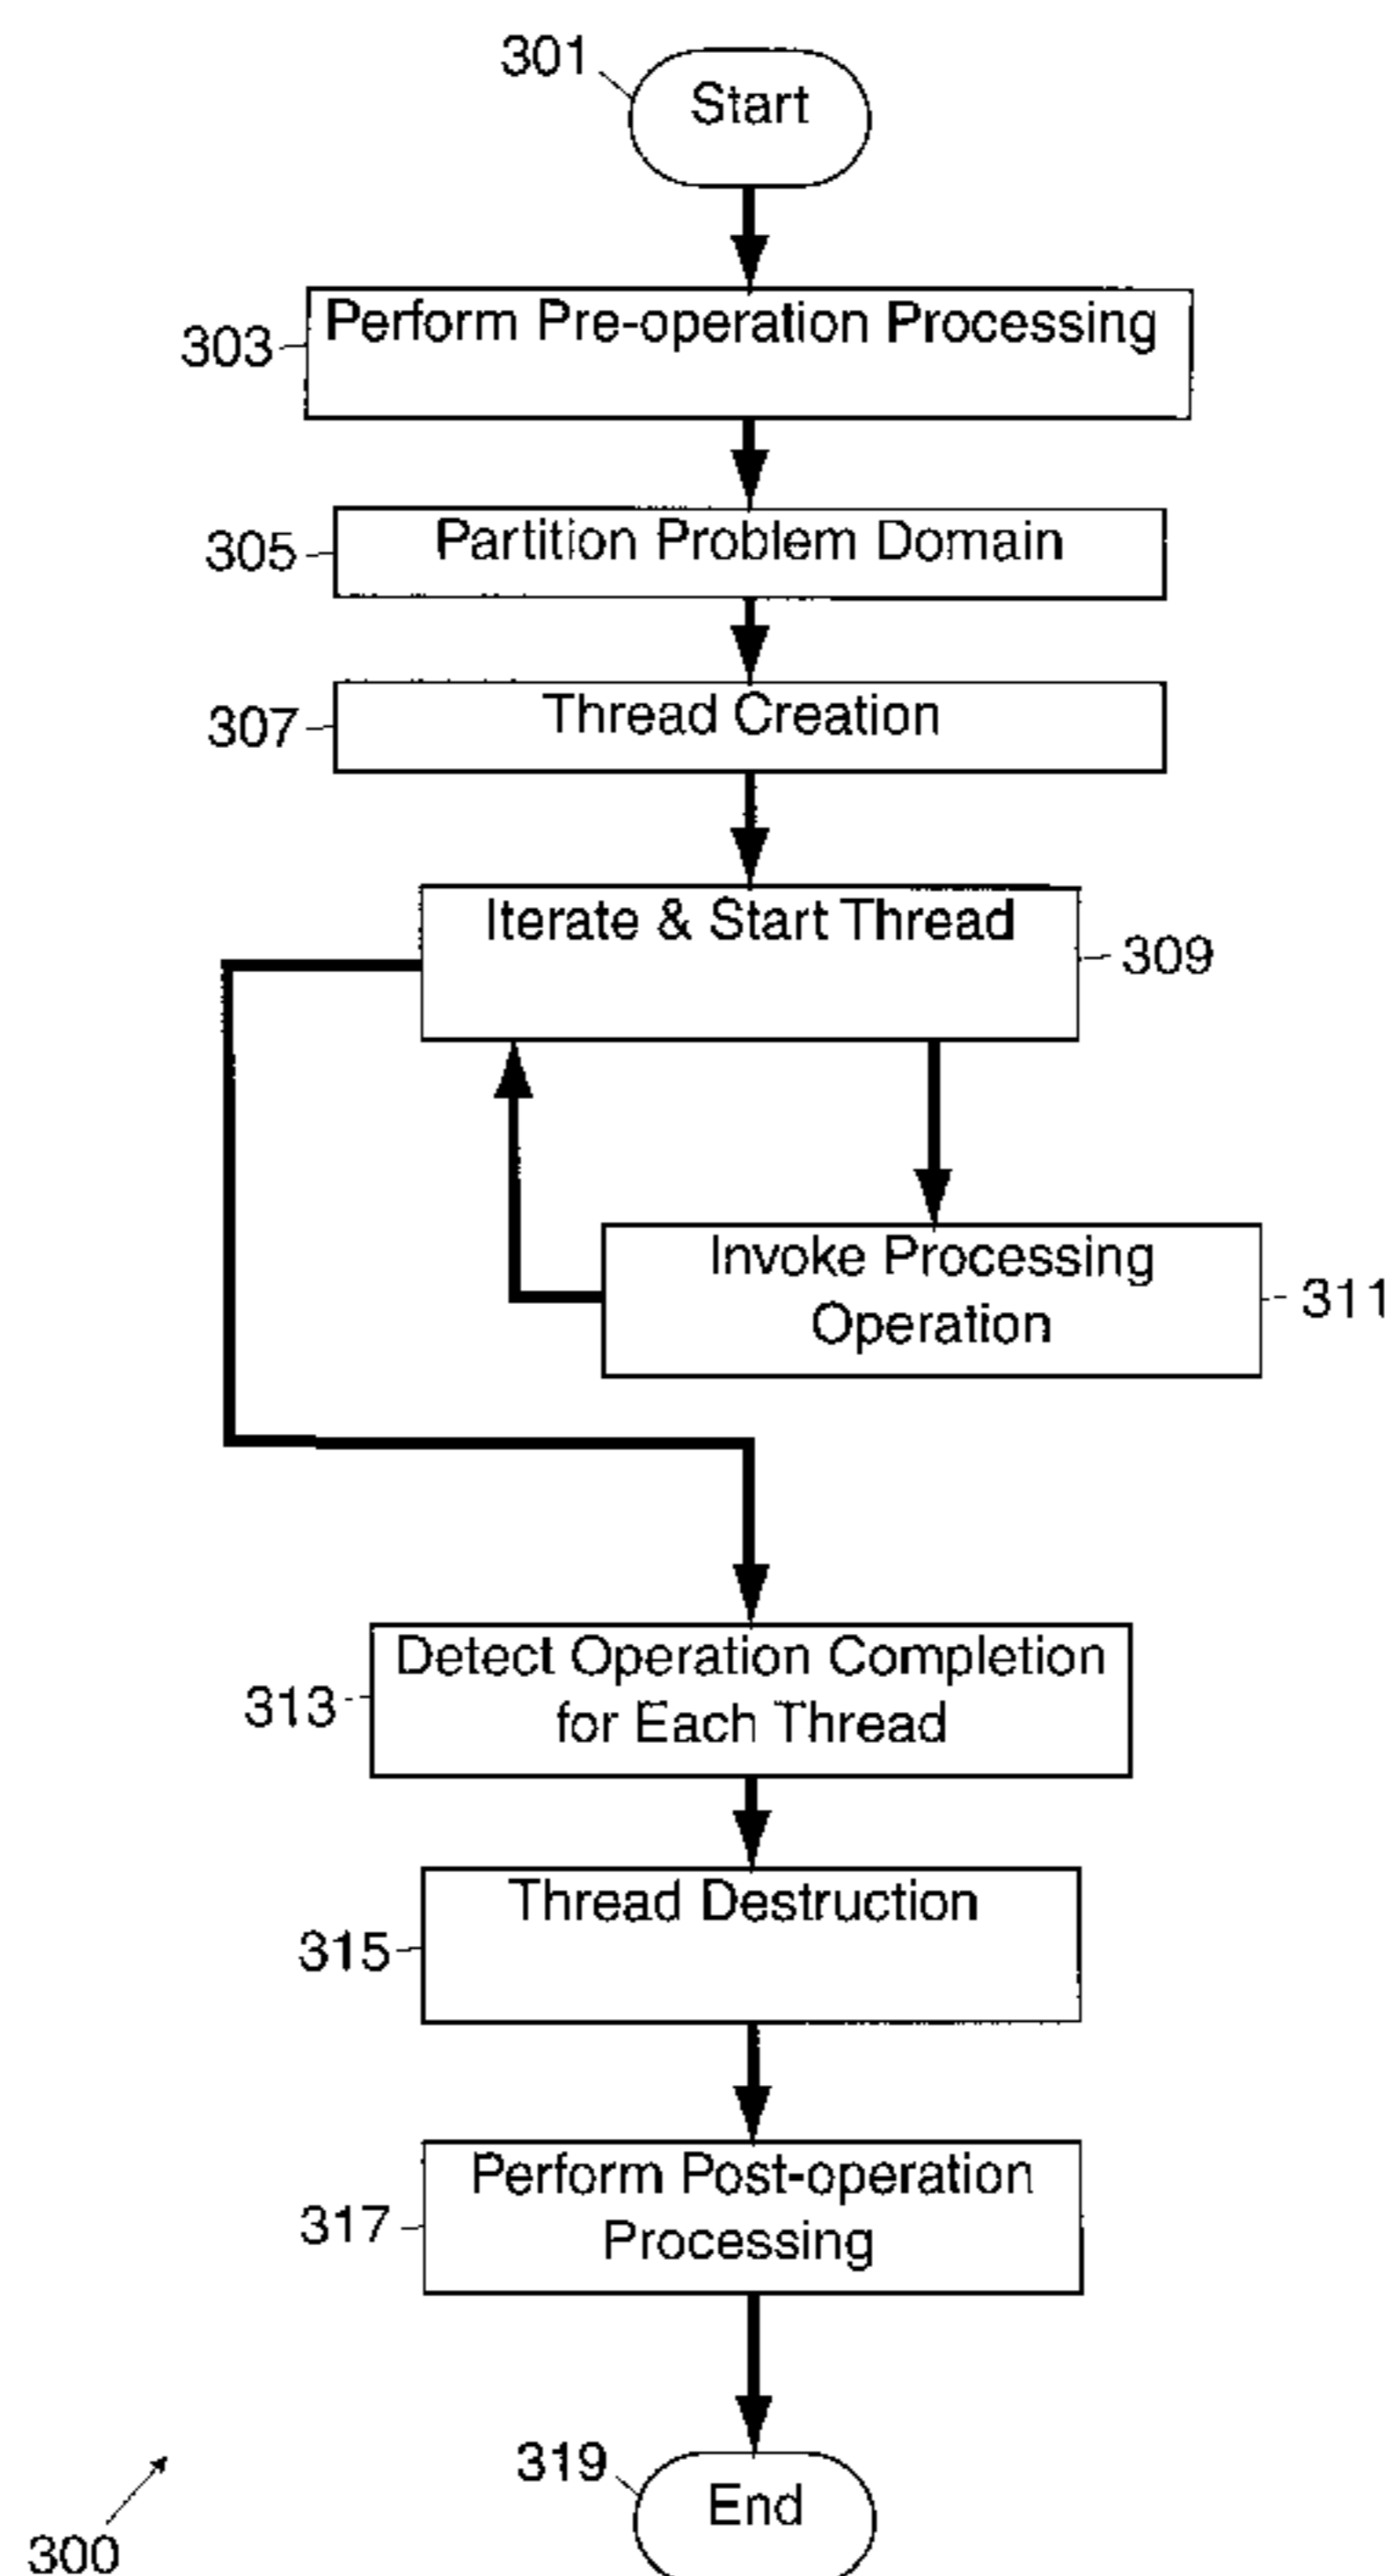 301
Start
303
Perform Pre-operation Processing
305
Partition Problem Domain
307
Thread Creation
Iterate & Start Thread
309
Invoke Processing
Operation
311
Detect Operation Completion
for Each Thread
313
Thread Destruction
315
Perform Post-operation
Processing
317
319
End
300